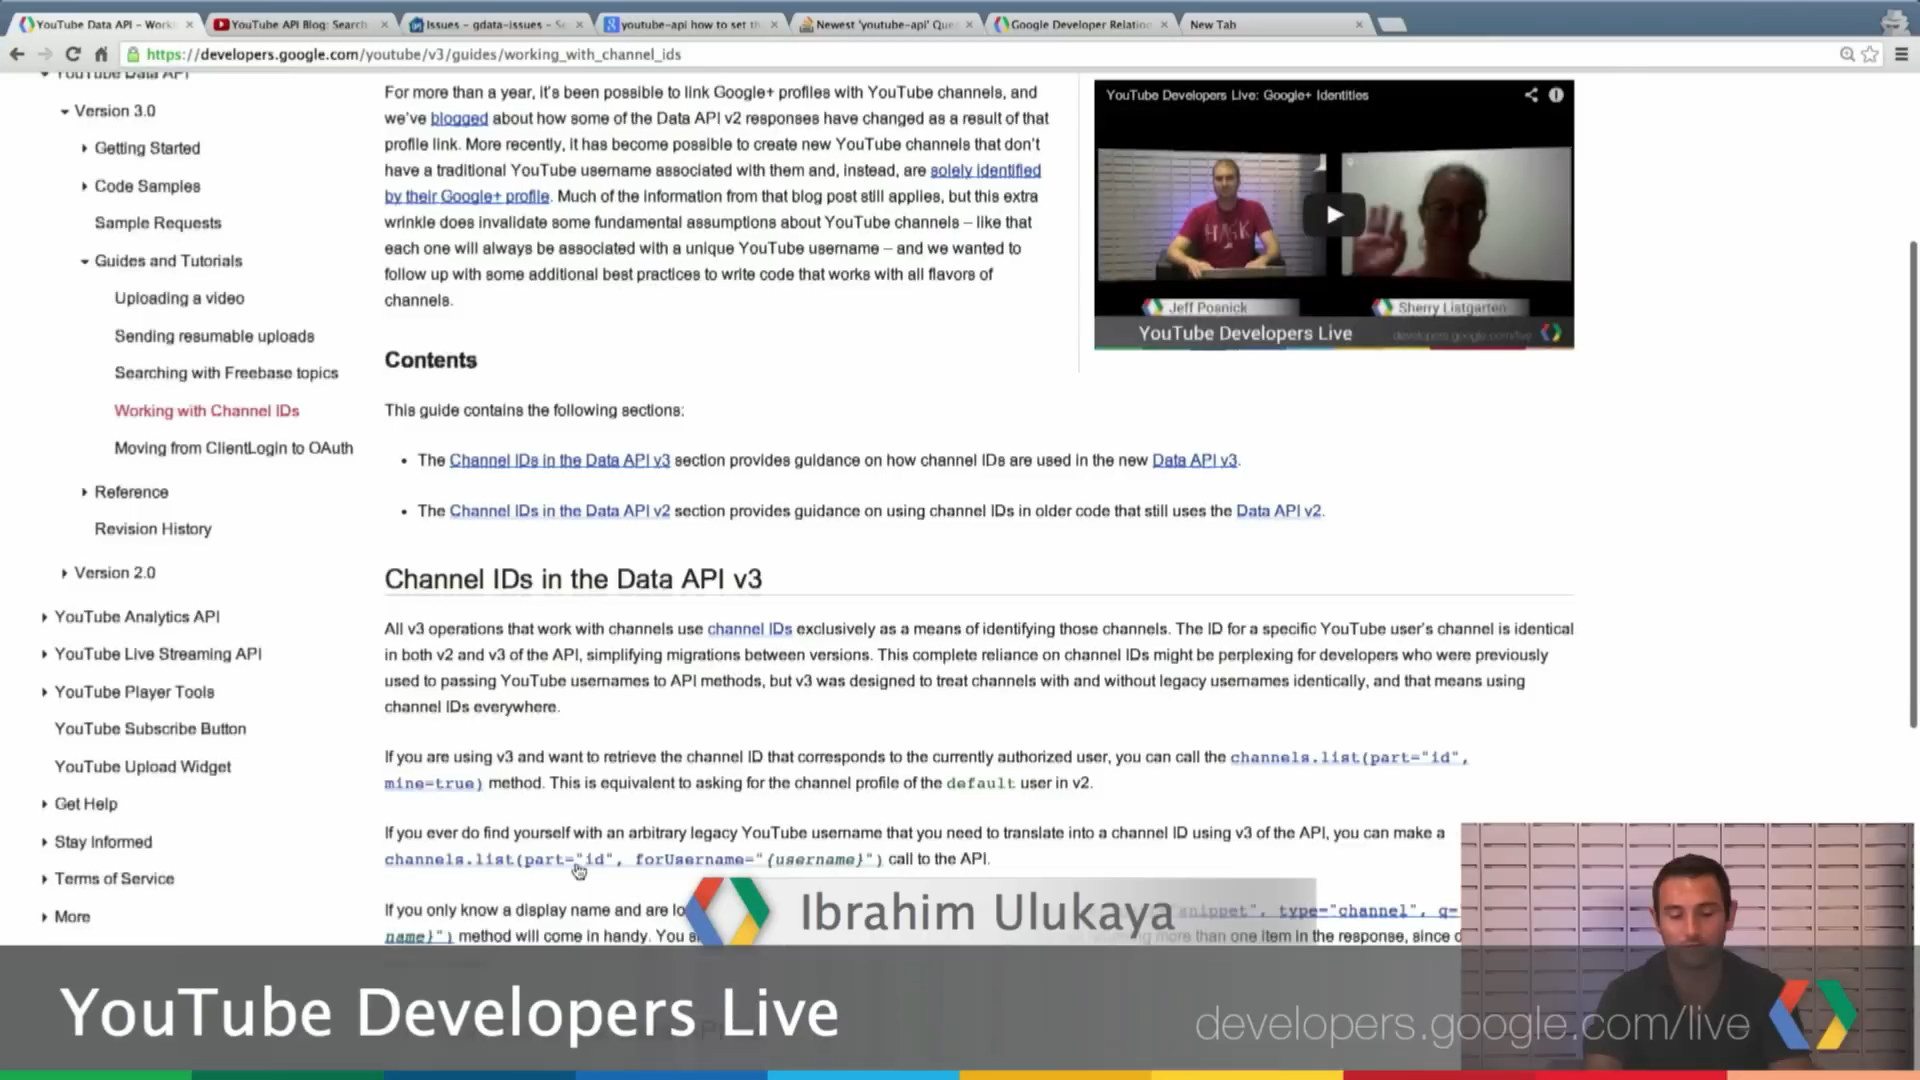 YouTube Data API – Work
YouTube API Blog: Search
Issues - gdata-issues -
youtube-api how to set th
Newest 'youtube-api' Que
Google Developer Relation
New Tab
https://developers.google.com/youtube/v3/guides/working_with_channel_ids
YouTube Data API
Version 3.0
Getting Started
Code Samples
Sample Requests
Guides and Tutorials
Uploading a video
Sending resumable uploads
Searching with Freebase topics
Working with Channel IDs
Moving from ClientLogin to OAuth
Reference
Revision History
Version 2.0
YouTube Analytics API
YouTube Live Streaming API
YouTube Player Tools
YouTube Subscribe Button
YouTube Upload Widget
Get Help
Stay Informed
Terms of Service
More
For more than a year, it's been possible to link Google+ profiles with YouTube channels, and
we've blogged about how some of the Data API v2 responses have changed as a result of that
profile link. More recently, it has become possible to create new YouTube channels that don't
have a traditional YouTube username associated with them and, instead, are solely identified
by their Google+ profile. Much of the information from that blog post still applies, but this extra
wrinkle does invalidate some fundamental assumptions about YouTube channels – like that
each one will always be associated with a unique YouTube username – and we wanted to
follow up with some additional best practices to write code that works with all flavors of
channels.
YouTube Developers Live: Google+ Identities
HACK
Jeff Posnick
Sherry Listgarten
YouTube Developers Live
developers.google.com/live
Contents
This guide contains the following sections:
• The Channel IDs in the Data API v3 section provides guidance on how channel IDs are used in the new Data API v3.
• The Channel IDs in the Data API v2 section provides guidance on using channel IDs in older code that still uses the Data API v2.
Channel IDs in the Data API v3
All v3 operations that work with channels use channel IDs exclusively as a means of identifying those channels. The ID for a specific YouTube user's channel is identical
in both v2 and v3 of the API, simplifying migrations between versions. This complete reliance on channel IDs might be perplexing for developers who were previously
used to passing YouTube usernames to API methods, but v3 was designed to treat channels with and without legacy usernames identically, and that means using
channel IDs everywhere.
If you are using v3 and want to retrieve the channel ID that corresponds to the currently authorized user, you can call the channels.list(part="id",
mine=true) method. This is equivalent to asking for the channel profile of the default user in v2.
If you ever do find yourself with an arbitrary legacy YouTube username that you need to translate into a channel ID using v3 of the API, you can make a
channels.list(part="id", forUsername="{username}") call to the API.
If you only know a display name and are lo snippet", type="channel", q=
name}") method will come in handy. You s more than one item in the response, since d
Ibrahim Ulukaya
YouTube Developers Live
developers.google.com/live